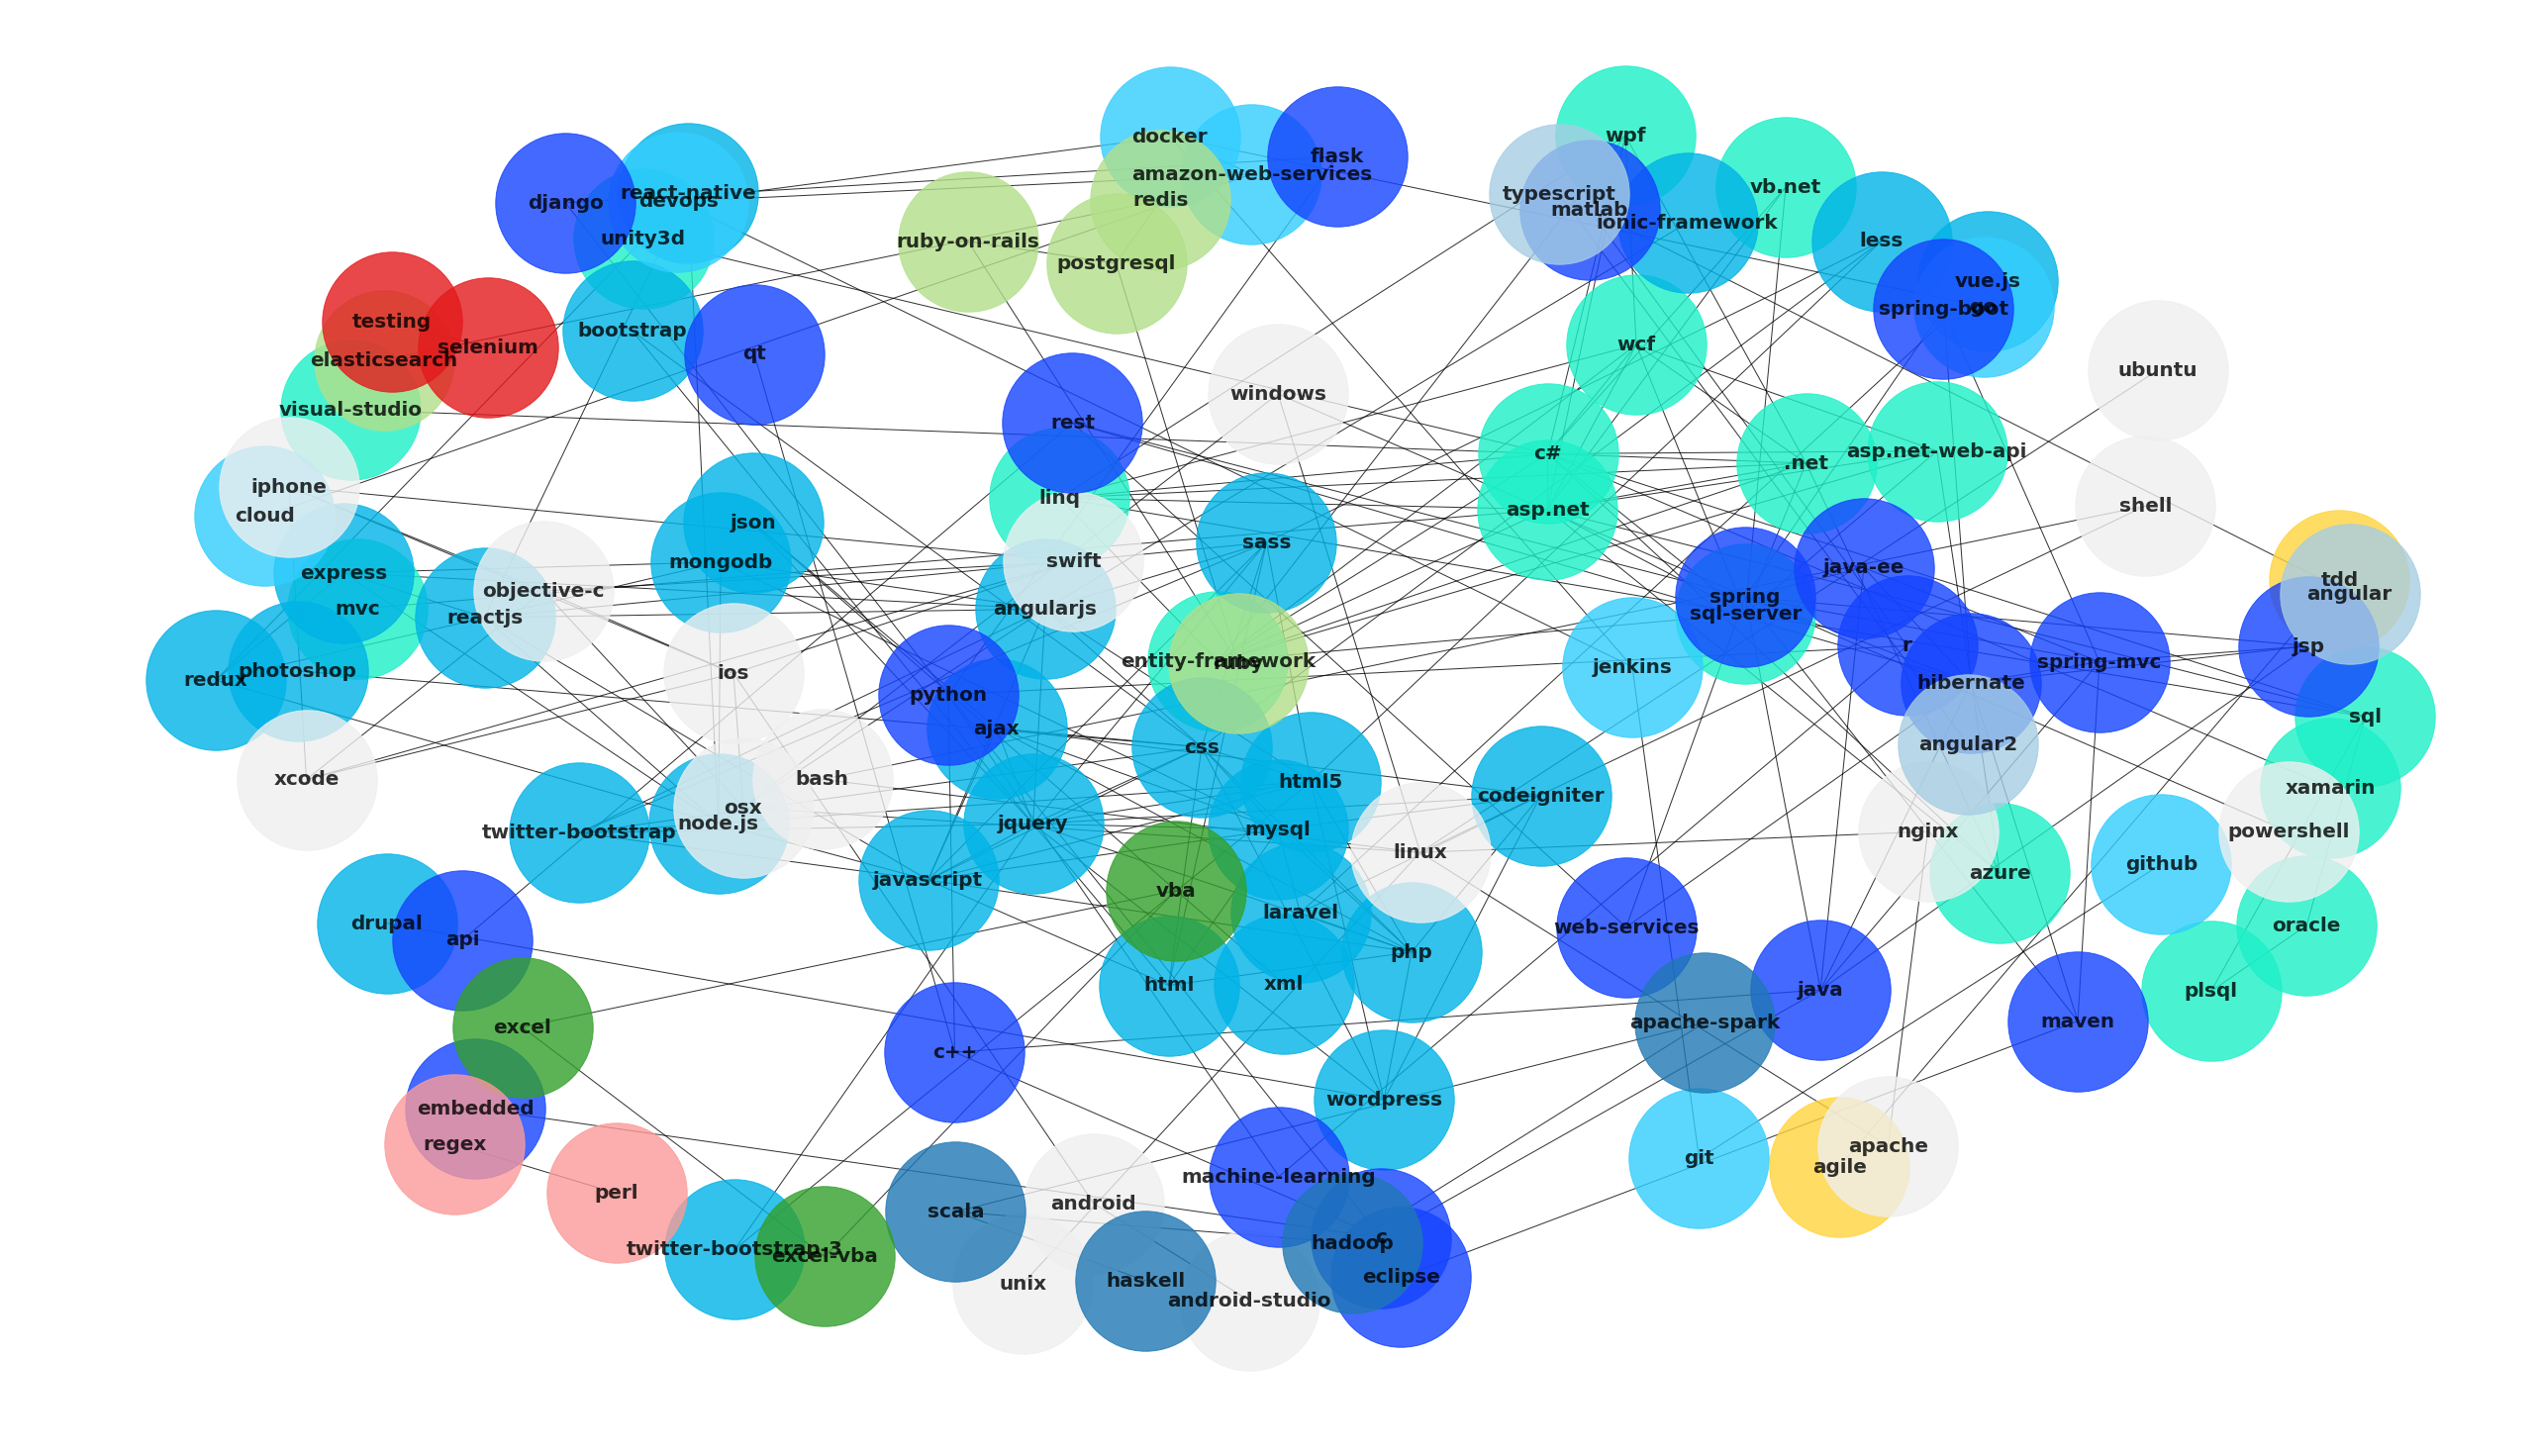 docker
wpf
flask
amazon-web-services
vb.net
react-native
devops
django
redis
typescript
matlab
ionic-framework
unity3d
ruby-on-rails
less
postgresql
vue.js
go
spring-boot
testing
bootstrap
selenium
elasticsearch
qt
wcf
ubuntu
windows
visual-studio
rest
c#
asp.net-web-api
.net
iphone
linq
shell
asp.net
cloud
json
sass
mongodb
swift
java-ee
express
tdd
angular
objective-c
mvc
reactjs
angularjs
spring
sql-server
r
jsp
entity-framework
ruby
spring-mvc
jenkins
photoshop
ios
redux
hibernate
python
sql
ajax
css
angular2
xcode
bash
html5
xamarin
codeigniter
osx
node.js
jquery
mysql
twitter-bootstrap
nginx
powershell
linux
github
azure
javascript
vba
laravel
drupal
api
web-services
oracle
php
html
xml
java
plsql
excel
c++
apache-spark
maven
wordpress
embedded
regex
apache
git
agile
machine-learning
perl
android
scala
c
hadoop
twitter-bootstrap-3
excel-vba
eclipse
haskell
unix
android-studio